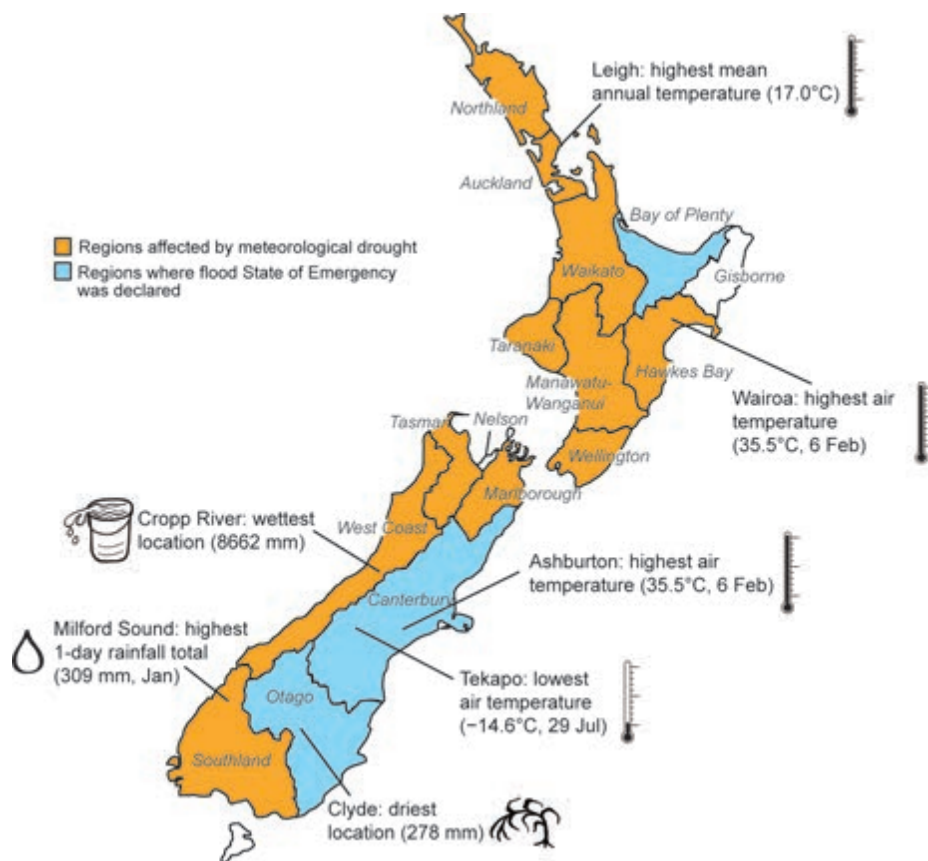 Leigh: highest mean
annual temperature (17.0°C)
Northland
Auckland
Bay of Plenty
Regions affected by meteorological drought
Regions where flood State of Emergency
was declared
Waikato
Gisborne
Taranaki
Hawkes Bay
Manawatu-
Wanganui
Wairoa: highest air
temperature
(35.5°C, 6 Feb)
Tasman
Nelson
Wellington
Marlborough
Cropp River: wettest
location (8662 mm)
West Coast
Ashburton: highest air
temperature (35.5°C, 6 Feb)
Canterbury
Milford Sound: highest
1-day rainfall total
(309 mm, Jan)
Tekapo: lowest
air temperature
(−14.6°C, 29 Jul)
Otago
Southland
Clyde: driest
location (278 mm)